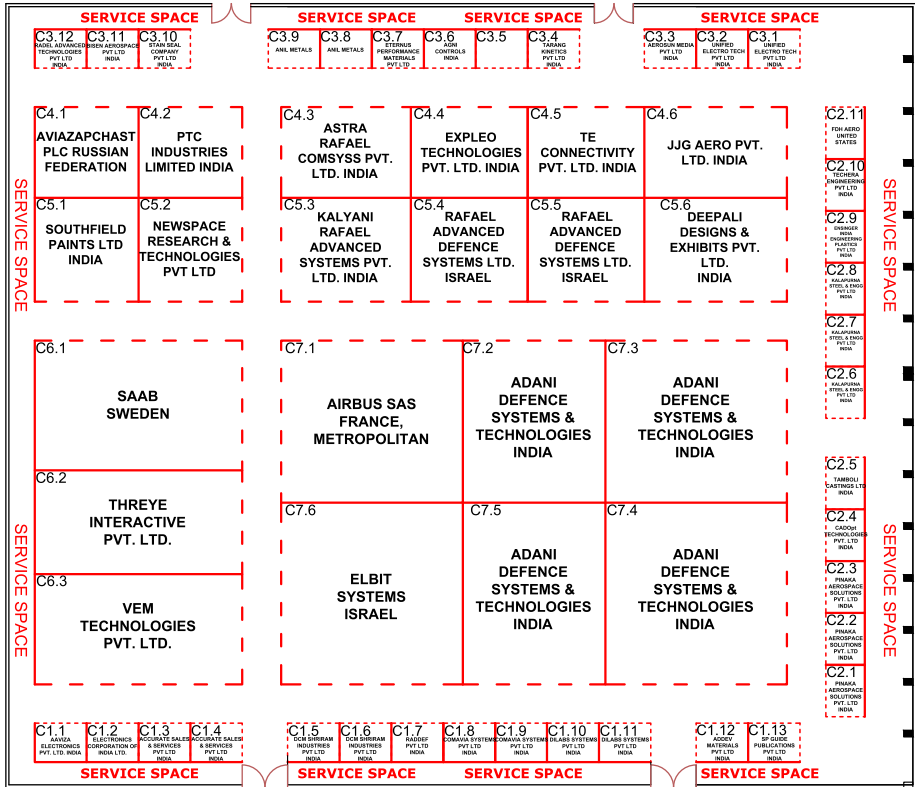 SERVICE SPACE
SERVICE SPACE
SERVICE SPACE
C3.12
RADEL ADVANCED
TECHNOLOGIES
PVT LTD
INDIA
C3.11
BISEN AEROSPACE
PVT LTD
INDIA
C3.10
STAIN SEAL
COMPANY
PVT LTD
INDIA
C3.9
ANIL METALS
C3.8
ANIL METALS
C3.7
ETERNUS
PERFORMANCE
MATERIALS
PVT LTD
C3.6
AGNI
CONTROLS
INDIA
C3.5
C3.4
TARANG
KINETICS
PVT LTD
INDIA
C3.3
AEROSUN MEDIA
PVT LTD
INDIA
C3.2
UNIFIED
ELECTRO TECH
PVT LTD
INDIA
C3.1
UNIFIED
ELECTRO TECH
PVT LTD
INDIA
C4.1
AVIAZAPCHAST
PLC RUSSIAN
FEDERATION
C4.2
PTC
INDUSTRIES
LIMITED INDIA
C4.3
ASTRA
RAFAEL
COMSYSS PVT.
LTD. INDIA
C4.4
EXPLEO
TECHNOLOGIES
PVT. LTD. INDIA
C4.5
TE
CONNECTIVITY
PVT. LTD. INDIA
C4.6
JJG AERO PVT.
LTD. INDIA
C5.1
SOUTHFIELD
PAINTS LTD
INDIA
C5.2
NEWSPACE
RESEARCH &
TECHNOLOGIES
PVT LTD
C5.3
KALYANI
RAFAEL
ADVANCED
SYSTEMS PVT.
LTD. INDIA
C5.4
RAFAEL
ADVANCED
DEFENCE
SYSTEMS LTD.
ISRAEL
C5.5
RAFAEL
ADVANCED
DEFENCE
SYSTEMS LTD.
ISRAEL
C5.6
DEEPALI
DESIGNS &
EXHIBITS PVT.
LTD.
INDIA
SERVICE SPACE
SERVICE SPACE
C2.11
FDH AERO
UNITED
STATES
C2.10
TECHERA
ENGINEERING
PVT LTD
INDIA
C2.9
ENSINGER
INDIA
ENGINEERING
PLASTICS
PVT LTD
INDIA
C2.8
KALAPURNA
STEEL & ENGG
PVT LTD
INDIA
C2.7
KALAPURNA
STEEL & ENGG
PVT LTD
INDIA
C2.6
KALAPURNA
STEEL & ENGG
PVT LTD
INDIA
C6.1
SAAB
SWEDEN
C6.2
THREYE
INTERACTIVE
PVT. LTD.
C6.3
VEM
TECHNOLOGIES
PVT. LTD.
C7.1
AIRBUS SAS
FRANCE,
METROPOLITAN
C7.2
ADANI
DEFENCE
SYSTEMS &
TECHNOLOGIES
INDIA
C7.3
ADANI
DEFENCE
SYSTEMS &
TECHNOLOGIES
INDIA
C7.6
ELBIT
SYSTEMS
ISRAEL
C7.5
ADANI
DEFENCE
SYSTEMS &
TECHNOLOGIES
INDIA
C7.4
ADANI
DEFENCE
SYSTEMS &
TECHNOLOGIES
INDIA
SERVICE SPACE
SERVICE SPACE
C2.5
TAMBOLI
CASTINGS LTD
INDIA
C2.4
CADOpt
TECHNOLOGIES
PVT. LTD
INDIA
C2.3
PINAKA
AEROSPACE
SOLUTIONS
PVT. LTD
INDIA
C2.2
PINAKA
AEROSPACE
SOLUTIONS
PVT. LTD
INDIA
C2.1
PINAKA
AEROSPACE
SOLUTIONS
PVT. LTD
INDIA
C1.1
AAVIZA
ELECTRONICS
PVT. LTD. INDIA
C1.2
ELECTRONICS
CORPORATION OF
INDIA LTD.
C1.3
ACCURATE SALES
& SERVICES
PVT LTD
INDIA
C1.4
ACCURATE SALES
& SERVICES
PVT LTD
INDIA
C1.5
DCM SHRIRAM
INDUSTRIES
PVT LTD
INDIA
C1.6
DCM SHRIRAM
INDUSTRIES
PVT LTD
INDIA
C1.7
RADDEF
PVT LTD
INDIA
C1.8
COMAVIA SYSTEMS
PVT LTD
INDIA
C1.9
COMAVIA SYSTEMS
PVT LTD
INDIA
C1.10
DILABS SYSTEMS
PVT LTD
INDIA
C1.11
DILABS SYSTEMS
PVT LTD
INDIA
C1.12
ADDEV
MATERIALS
PVT LTD
INDIA
C1.13
SP GUIDE
PUBLICATIONS
PVT LTD
INDIA
SERVICE SPACE
SERVICE SPACE
SERVICE SPACE
SERVICE SPACE